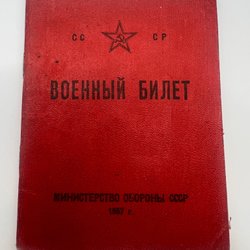 СС СР
ВОЕННЫЙ БИЛЕТ
МИНИСТЕРСТВО ОБОРОНЫ СССР